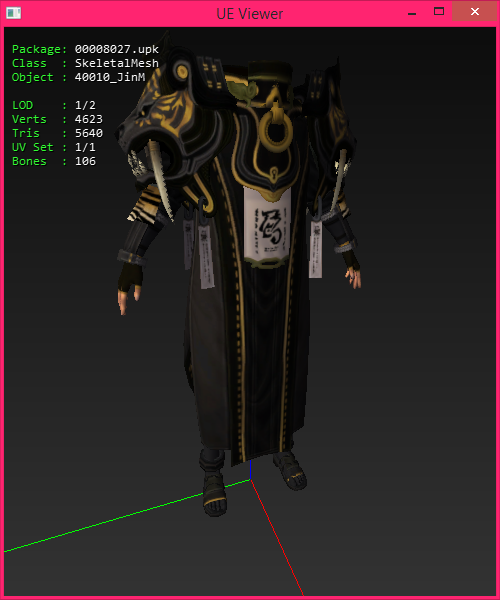 UE Viewer
Package: 00008027.upk
Class  : SkeletalMesh
Object : 40010_JinM
LOD    : 1/2
Verts  : 4623
Tris   : 5640
UV Set : 1/1
Bones  : 106